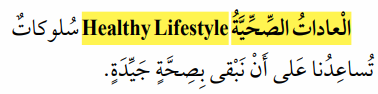 الْعاداتُ الصِّحِّيَّةُ Healthy Lifestyle سُلوكاتٌ
تُساعِدُنا عَلى أَنْ نَبْقى بِصِحَّةٍ جَيِّدَةٍ.